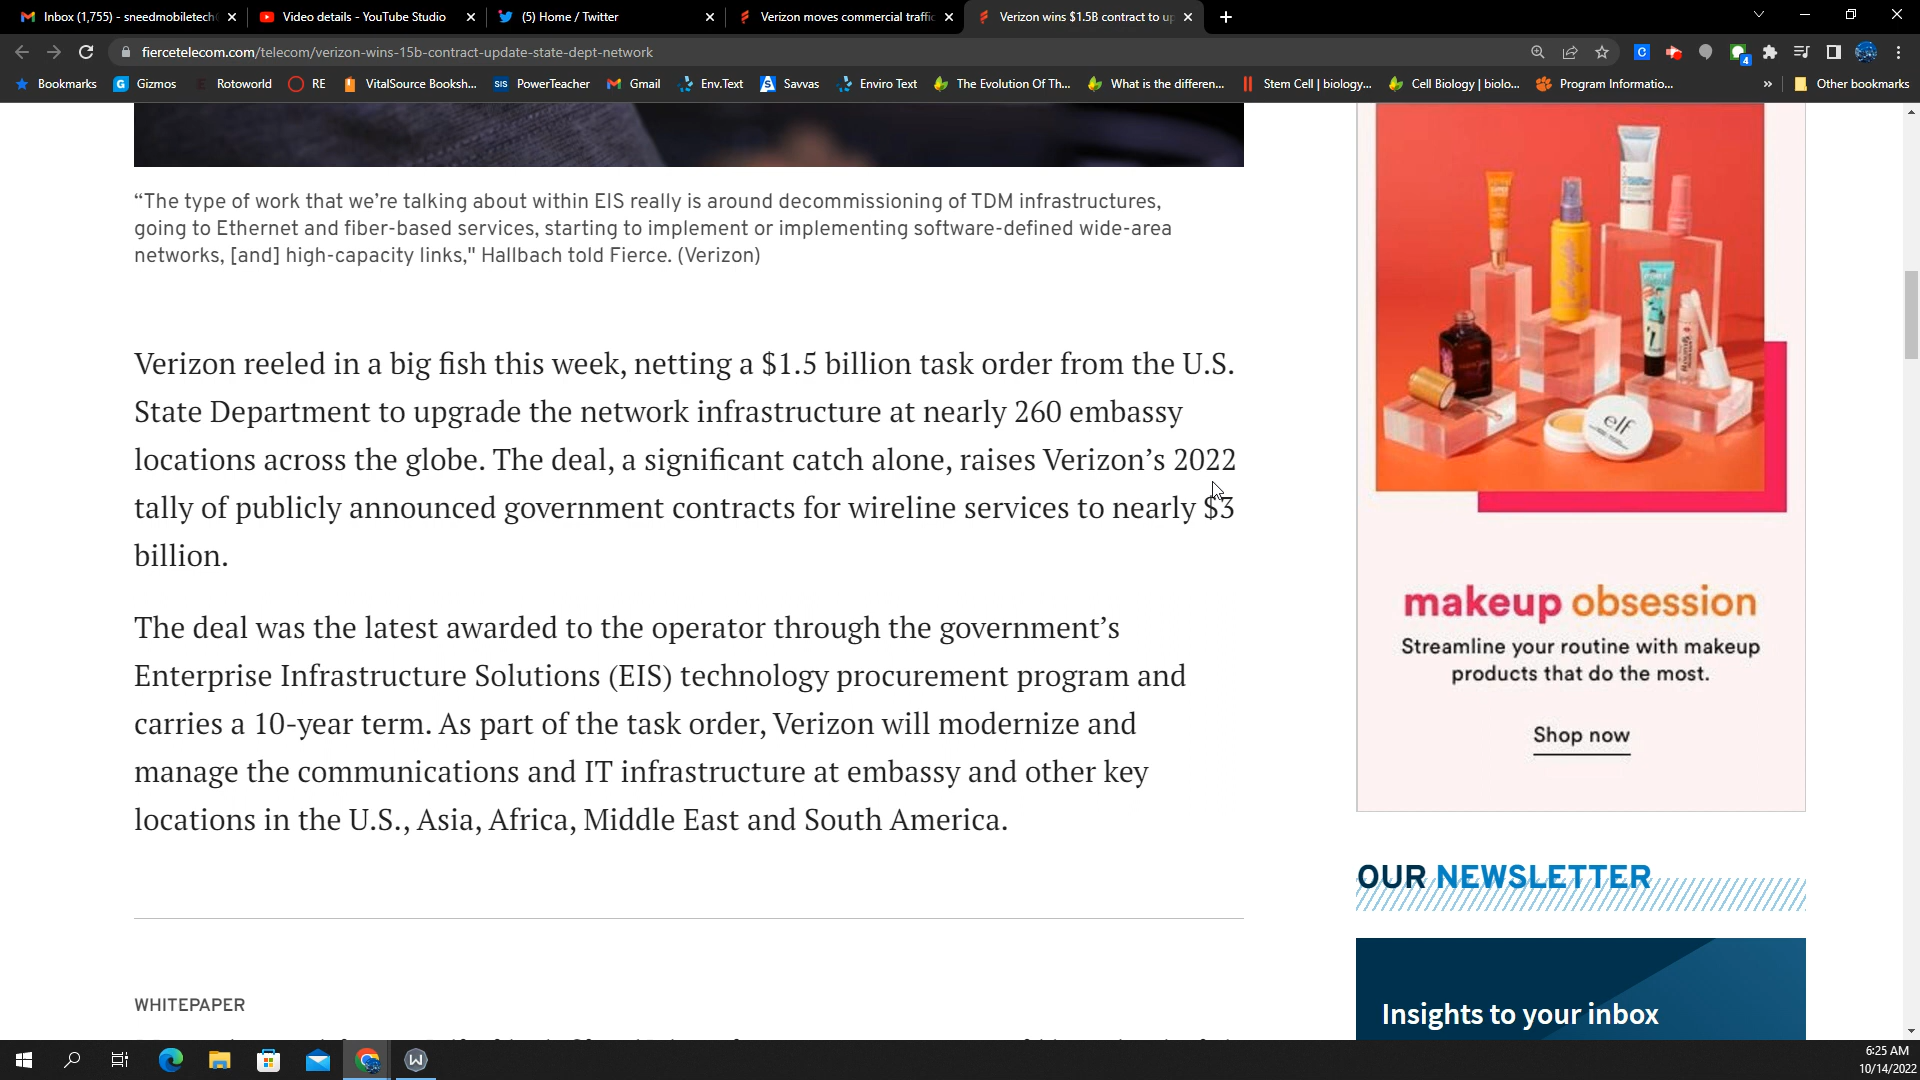 Inbox (1,755) - sneedmobiletech
Video details - YouTube Studio
(5) Home / Twitter
Verizon moves commercial traffic
Verizon wins $1.5B contract to up
fiercetelecom.com/telecom/verizon-wins-15b-contract-update-state-dept-network
4
Bookmarks
Gizmos
Rotoworld
RE
VitalSource Booksh...
SIS PowerTeacher
Gmail
Env.Text
Savvas
Enviro Text
The Evolution Of Th...
What is the differen...
Stem Cell | biology...
Cell Biology | biolo...
Program Informatio...
»
Other bookmarks
“The type of work that we’re talking about within EIS really is around decommissioning of TDM infrastructures,
going to Ethernet and fiber-based services, starting to implement or implementing software-defined wide-area
networks, [and] high-capacity links," Hallbach told Fierce. (Verizon)
Verizon reeled in a big fish this week, netting a $1.5 billion task order from the U.S.
State Department to upgrade the network infrastructure at nearly 260 embassy
locations across the globe. The deal, a significant catch alone, raises Verizon’s 2022
tally of publicly announced government contracts for wireline services to nearly $3
billion.
The deal was the latest awarded to the operator through the government’s
Enterprise Infrastructure Solutions (EIS) technology procurement program and
carries a 10-year term. As part of the task order, Verizon will modernize and
manage the communications and IT infrastructure at embassy and other key
locations in the U.S., Asia, Africa, Middle East and South America.
WHITEPAPER
elf
makeup obsession
Streamline your routine with makeup
products that do the most.
Shop now
OUR NEWSLETTER
Insights to your inbox
6:25 AM
10/14/2022